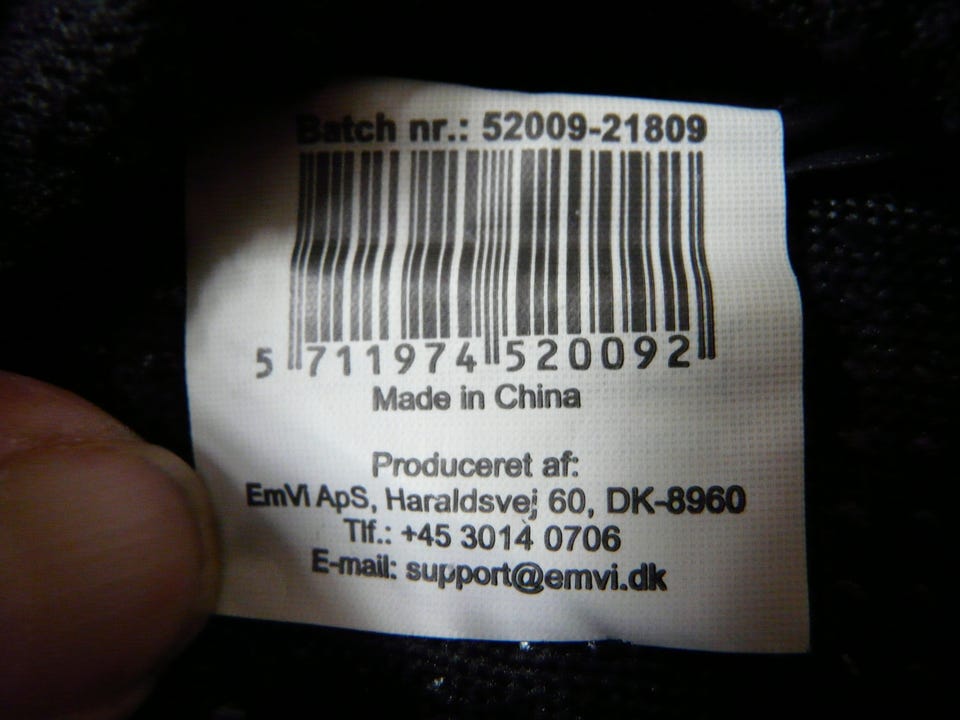 Batch nr.: 52009-21809
5 711974 520092
Made in China
Produceret af:
EmVi ApS, Haraldsvej 60, DK-8960
Tlf.: +45 3014 0706
E-mail: support@emvi.dk